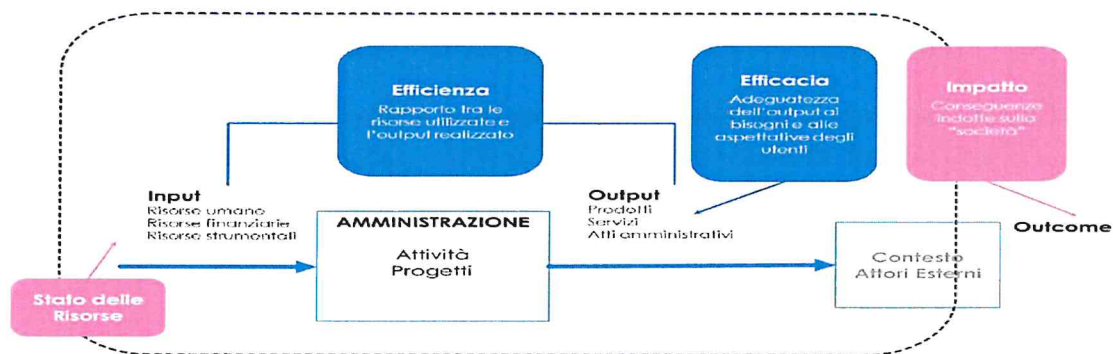 Efficienza
Rapporto tra le
risorse utilizzate e
l'output realizzato
Efficacia
Adeguatezza
dell'output ai
bisogni e alle
aspettative degli
utenti
Impatto
Conseguenze
indotte sulla
"società"
Input
Risorse umane
Risorse finanziarie
Risorse strumentali
AMMINISTRAZIONE
Attività
Progetti
Output
Prodotti
Servizi
Atti amministrativi
Contesto
Attori Esterni
Outcome
Stato delle
Risorse